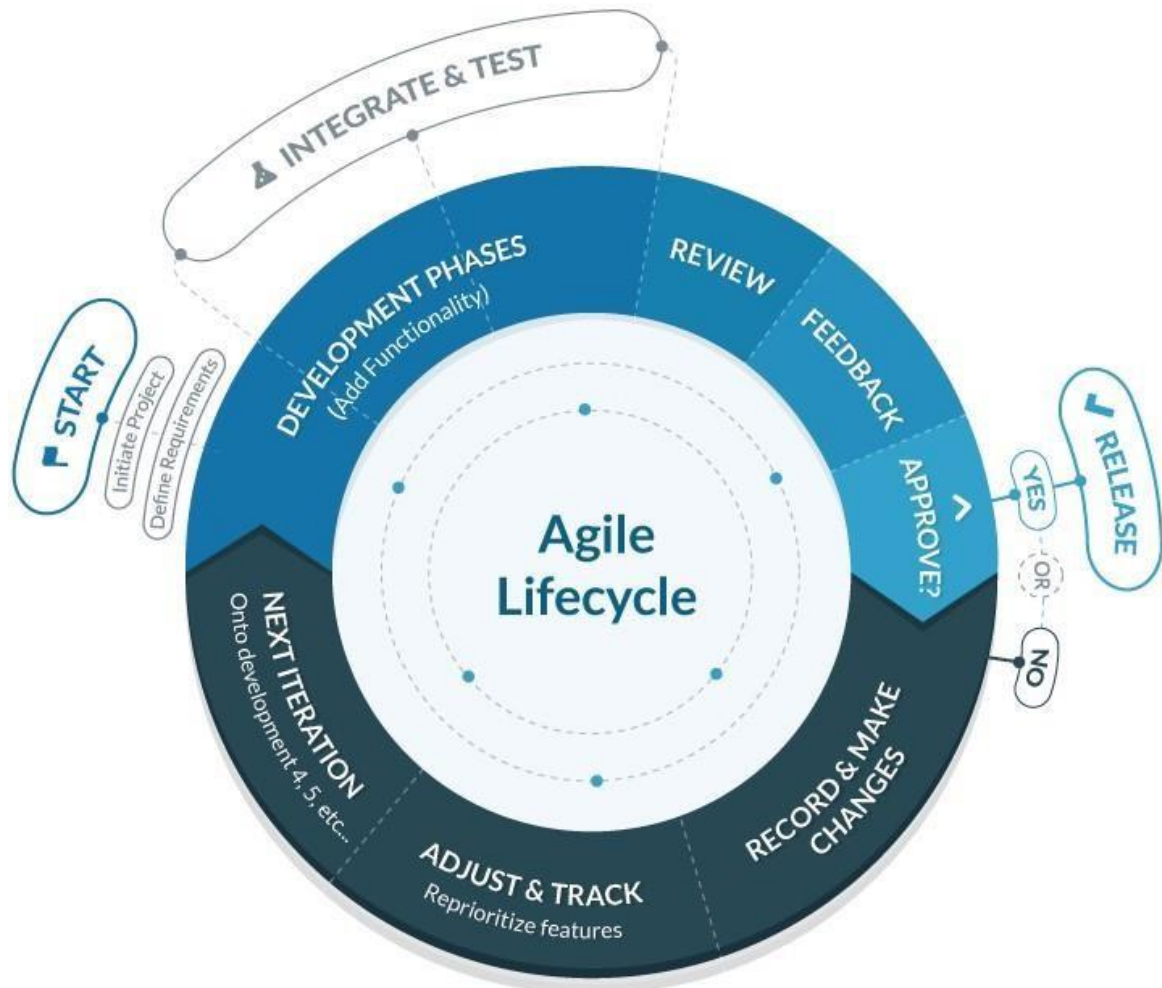 INTEGRATE & TEST
START
Initiate Project
Define Requirements
DEVELOPMENT PHASES
(Add Functionality)
REVIEW
FEEDBACK
APPROVE?
YES
RELEASE
OR
NO
RECORD & MAKE
CHANGES
ADJUST & TRACK
Reprioritize features
NEXT ITERATION
Onto development 4, 5, etc...
Agile
Lifecycle